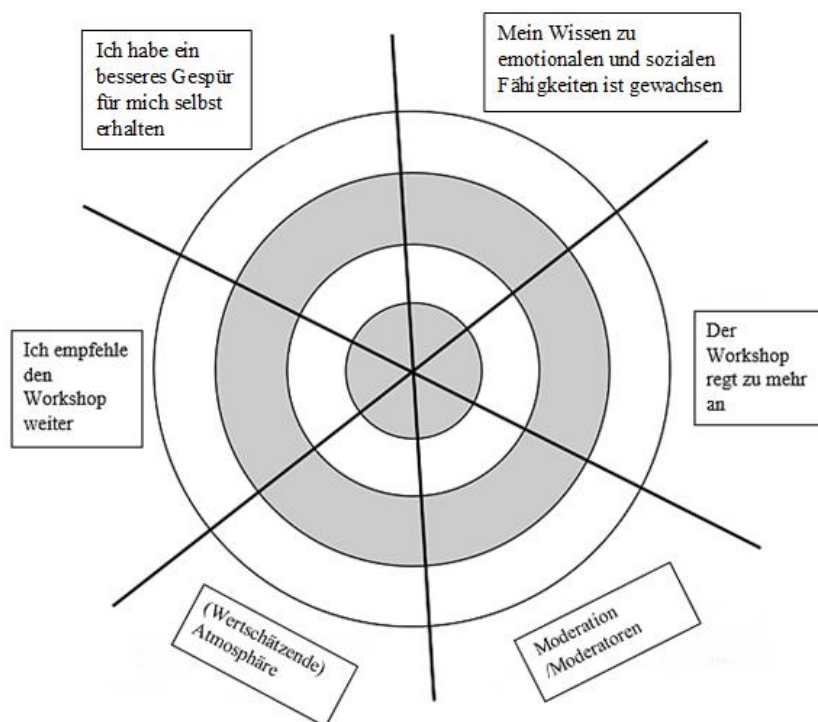 Ich habe ein
besseres Gespür
für mich selbst
erhalten
Mein Wissen zu
emotionalen und sozialen
Fähigkeiten ist gewachsen
Ich empfehle
den
Workshop
weiter
Der
Workshop
regt zu mehr
an
(Wertschätzende)
Atmosphäre
Moderation
/Moderatoren